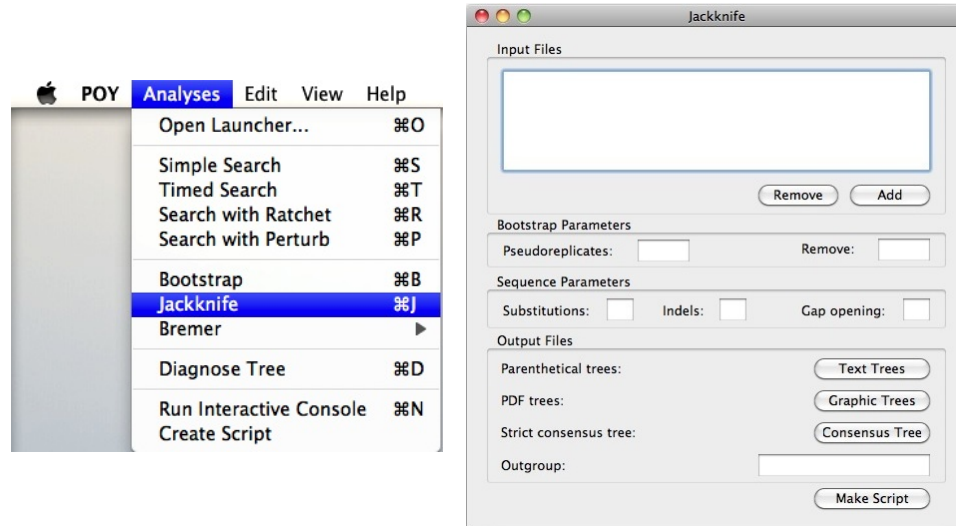 POY Analyses Edit View Help
Open Launcher... ⌘O
Simple Search ⌘S
Timed Search ⌘T
Search with Ratchet ⌘R
Search with Perturb ⌘P
Bootstrap ⌘B
Jackknife ⌘J
Bremer
Diagnose Tree ⌘D
Run Interactive Console ⌘N
Create Script
Jackknife
Input Files
Remove Add
Bootstrap Parameters
Pseudoreplicates: Remove:
Sequence Parameters
Substitutions: Indels: Gap opening:
Output Files
Parenthetical trees: Text Trees
PDF trees: Graphic Trees
Strict consensus tree: Consensus Tree
Outgroup:
Make Script